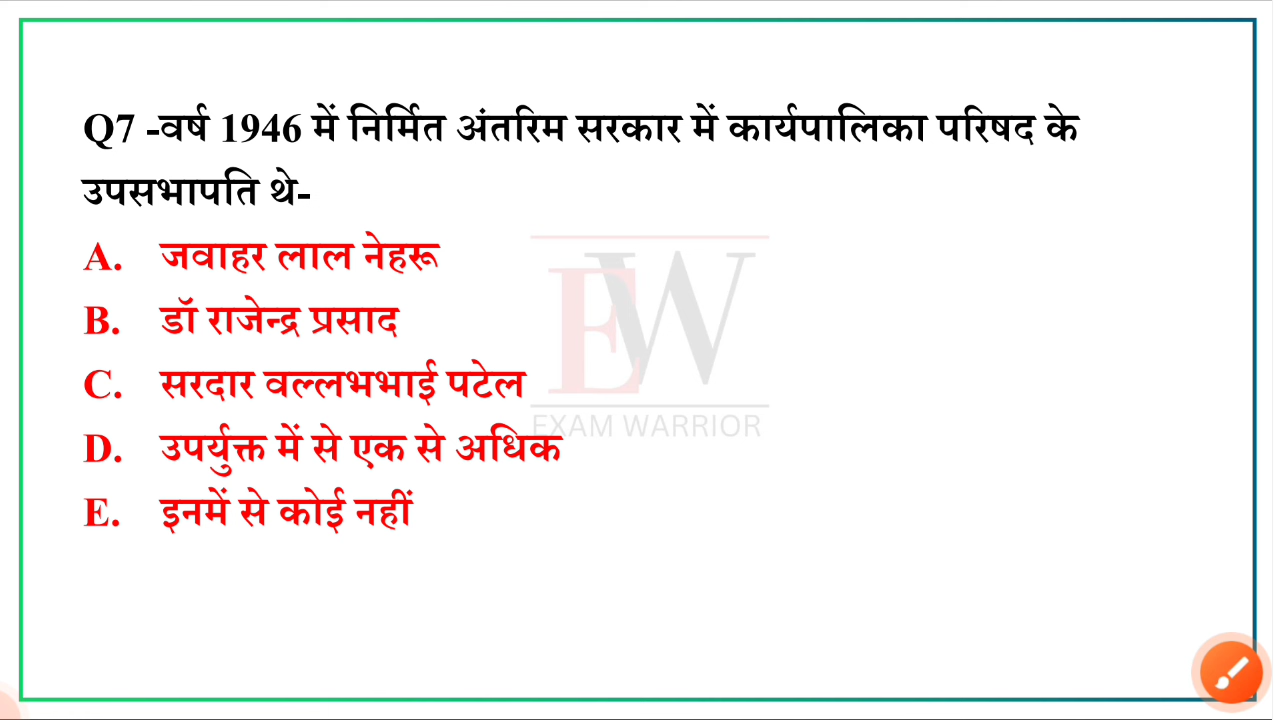 Q7 -वर्ष 1946 में निर्मित अंतरिम सरकार में कार्यपालिका परिषद के
उपसभापति थे-
A. जवाहर लाल नेहरू
B. डॉ राजेन्द्र प्रसाद
C. सरदार वल्लभभाई पटेल
D. उपर्युक्त में से एक से अधिक
E. इनमें से कोई नहीं
EW
EXAM WARRIOR